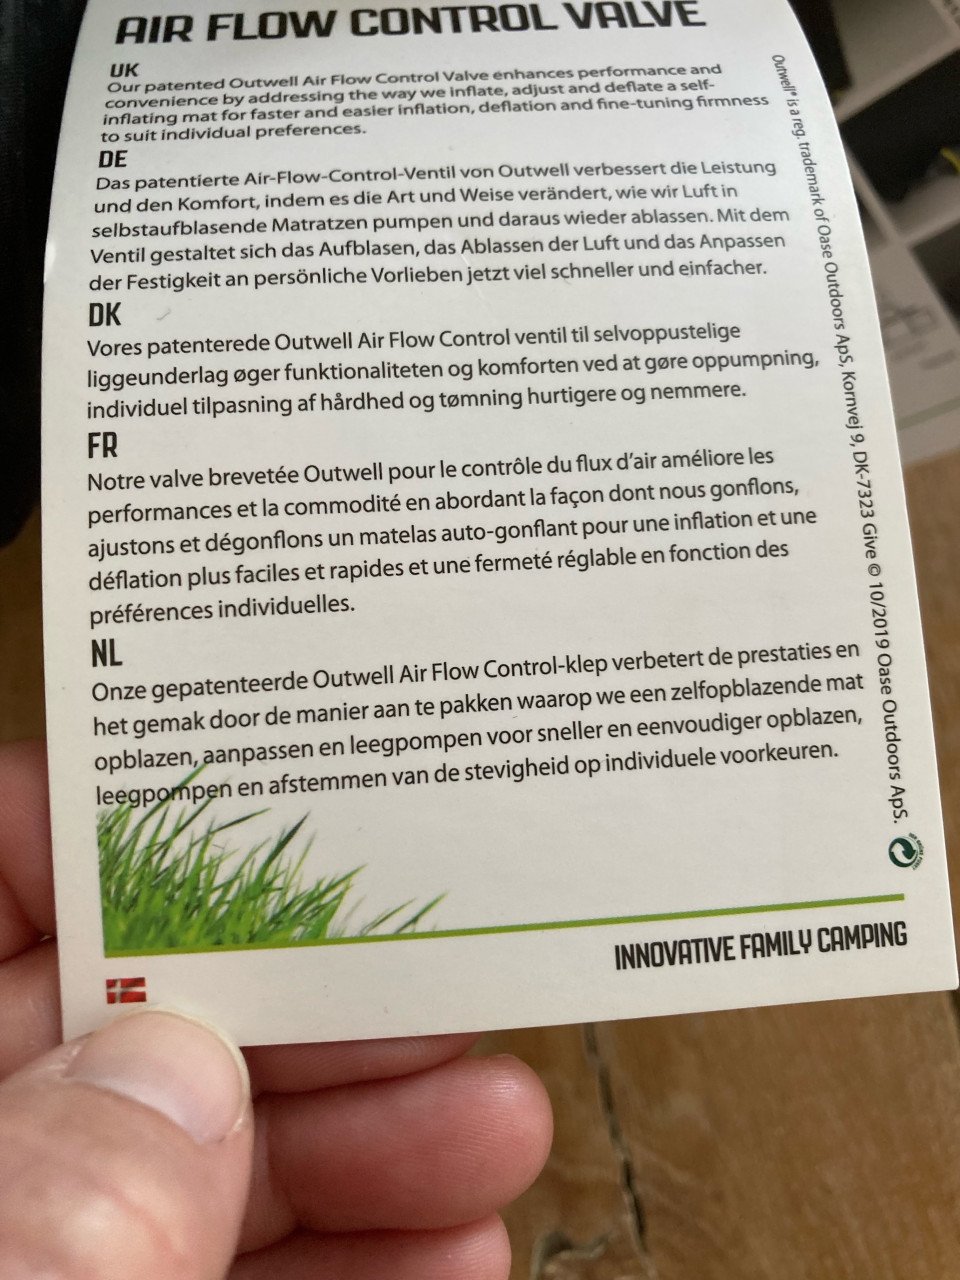 AIR FLOW CONTROL VALVE
UK
Our patented Outwell Air Flow Control Valve enhances performance and
convenience by addressing the way we inflate, adjust and deflate a self-
inflating mat for faster and easier inflation, deflation and fine-tuning firmness
to suit individual preferences.
DE
Das patentierte Air-Flow-Control-Ventil von Outwell verbessert die Leistung
und den Komfort, indem es die Art und Weise verändert, wie wir Luft in
selbstaufblasende Matratzen pumpen und daraus wieder ablassen. Mit dem
Ventil gestaltet sich das Aufblasen, das Ablassen der Luft und das Anpassen
der Festigkeit an persönliche Vorlieben jetzt viel schneller und einfacher.
DK
Vores patenterede Outwell Air Flow Control ventil til selvoppustelige
liggeunderlag øger funktionaliteten og komforten ved at gøre oppumpning,
individuel tilpasning af hårdhed og tømning hurtigere og nemmere.
FR
Notre valve brevetée Outwell pour le contrôle du flux d'air améliore les
performances et la commodité en abordant la façon dont nous gonflons,
ajustons et dégonflons un matelas auto-gonflant pour une inflation et une
déflation plus faciles et rapides et une fermeté réglable en fonction des
préférences individuelles.
NL
Onze gepatenteerde Outwell Air Flow Control-klep verbetert de prestaties en
het gemak door de manier aan te pakken waarop we een zelfopblazende mat
opblazen, aanpassen en leegpompen voor sneller en eenvoudiger opblazen,
leegpompen en afstemmen van de stevigheid op individuele voorkeuren.
Outwell® is a reg. trademark of Oase Outdoors ApS, Kornvej 9, DK-7323 Give © 10/2019 Oase Outdoors ApS.
INNOVATIVE FAMILY CAMPING